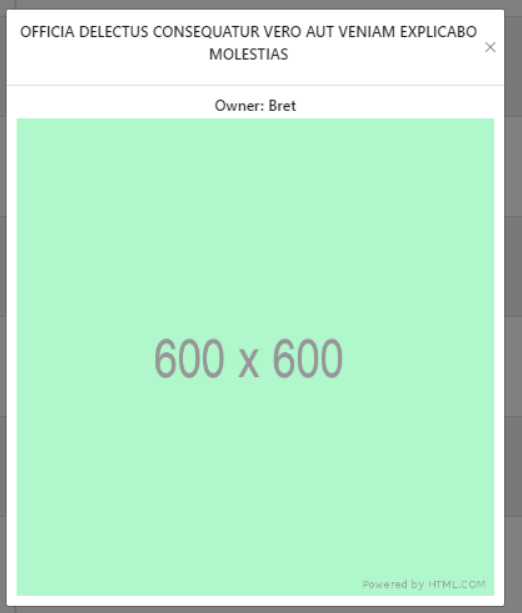 OFFICIA DELECTUS CONSEQUATUR VERO AUT VENIAM EXPLICABO
MOLESTIAS
×
Owner: Bret
600 x 600
Powered by HTML.COM